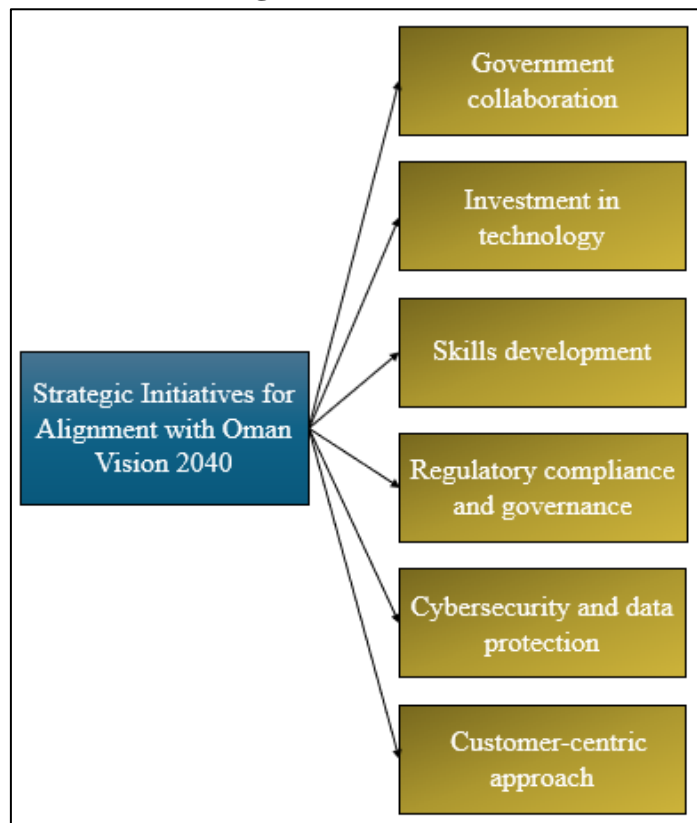 Government
collaboration
Investment in
technology
Skills development
Strategic Initiatives for
Alignment with Oman
Vision 2040
Regulatory compliance
and governance
Cybersecurity and data
protection
Customer-centric
approach